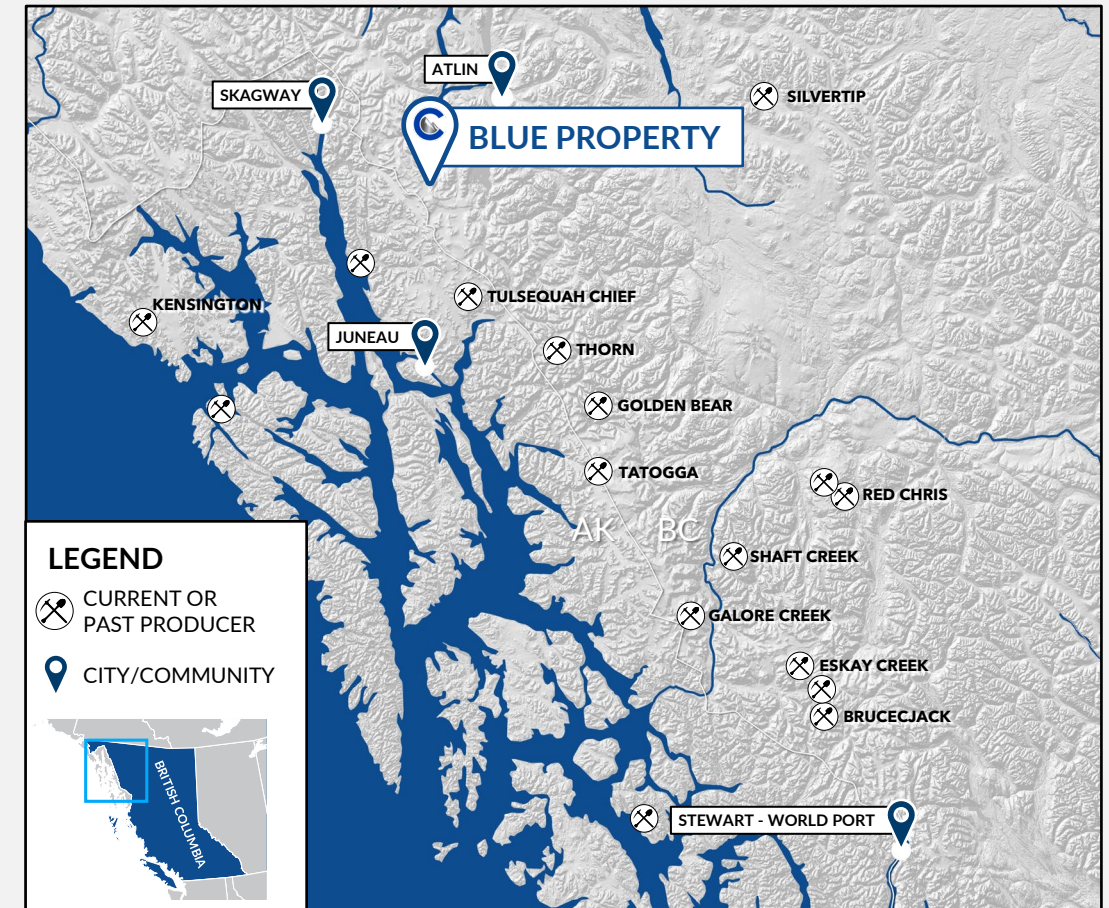 ATLIN
SKAGWAY
SILVERTIP
C
BLUE PROPERTY
KENSINGTON
TULSEQUAH CHIEF
JUNEAU
THORN
GOLDEN BEAR
TATOGGA
RED CHRIS
AK BC
SHAFT CREEK
GALORE CREEK
ESKAY CREEK
BRUCECJACK
STEWART - WORLD PORT
LEGEND
CURRENT OR
PAST PRODUCER
CITY/COMMUNITY
BRITISH COLUMBIA